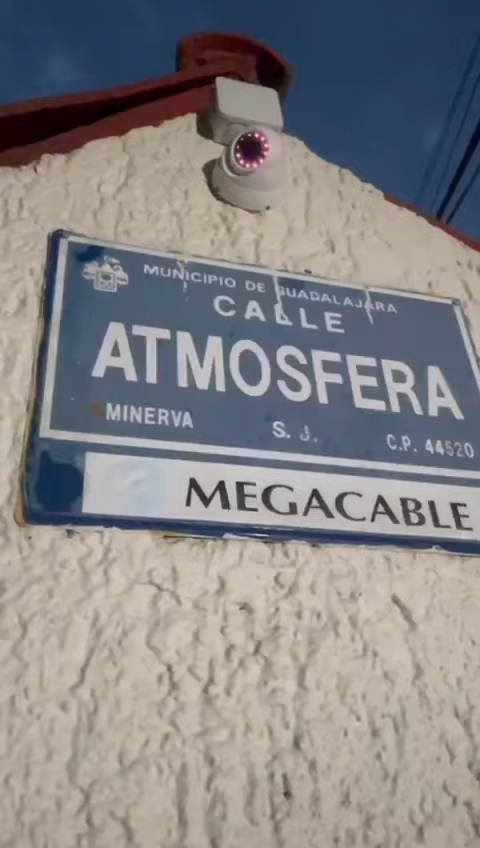 MUNICIPIO DE GUADALAJARA
CALLE
ATMOSFERA
MINERVA S. J. C.P. 44520
MEGACABLE